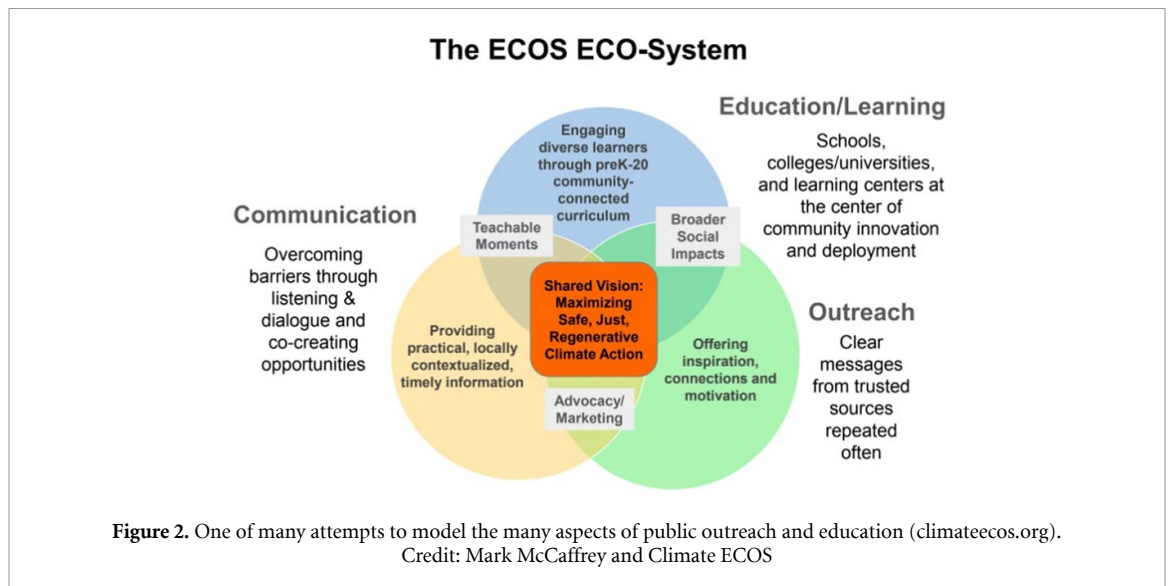 The ECOS ECO-System
Education/Learning
Schools,
colleges/universities,
and learning centers at
the center of
community innovation
and deployment
Engaging
diverse learners
through preK-20
community-
connected
curriculum
Communication
Overcoming
barriers through
listening &
dialogue and
co-creating
opportunities
Teachable
Moments
Broader
Social
Impacts
Shared Vision:
Maximizing
Safe, Just,
Regenerative
Climate Action
Providing
practical, locally
contextualized,
timely information
Offering
inspiration,
connections and
motivation
Outreach
Clear
messages
from trusted
sources
repeated
often
Advocacy/
Marketing
Figure 2. One of many attempts to model the many aspects of public outreach and education (climateecos.org).
Credit: Mark McCaffrey and Climate ECOS